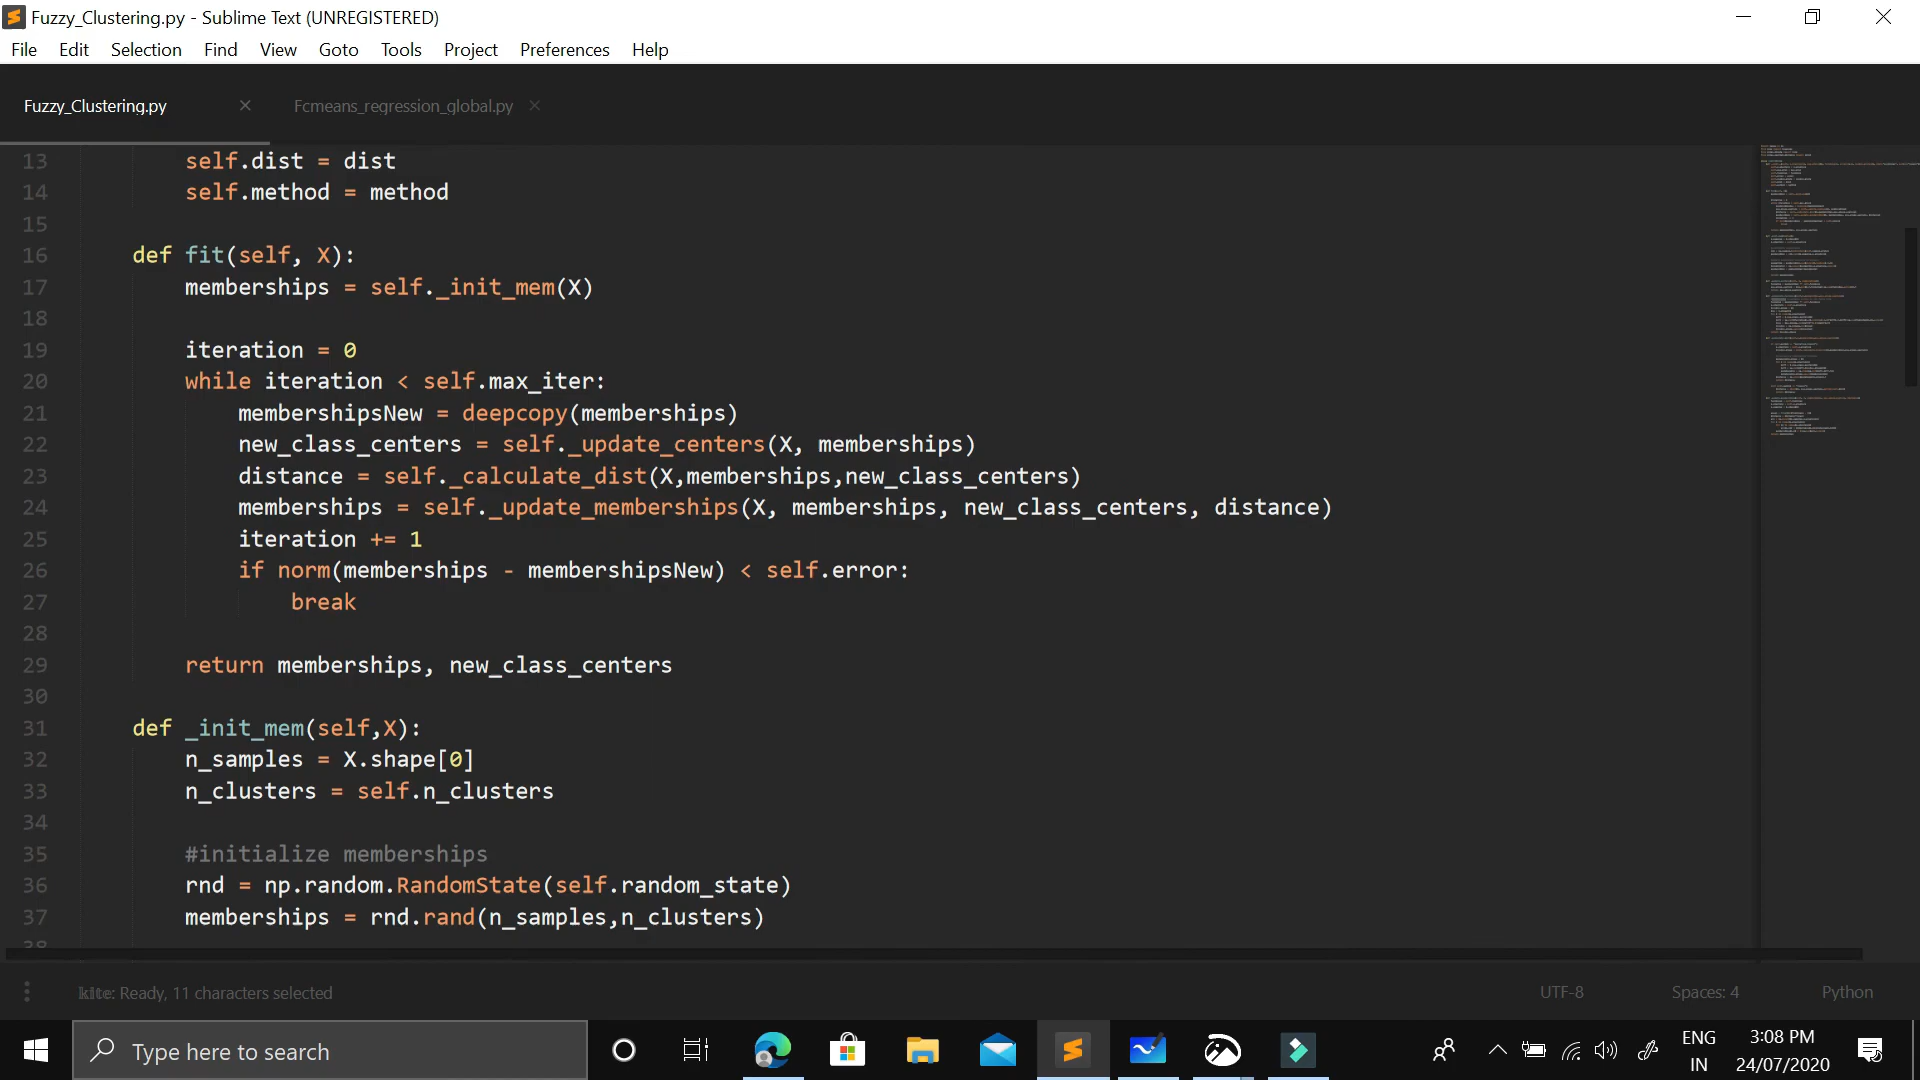 Fuzzy_Clustering.py - Sublime Text (UNREGISTERED)
File Edit Selection Find View Goto Tools Project Preferences Help
Fuzzy_Clustering.py × Fcmeans_regression_global.py ×
13 self.dist = dist
14 self.method = method
15
16 def fit(self, X):
17 memberships = self._init_mem(X)
18
19 iteration = 0
20 while iteration < self.max_iter:
21 membershipsNew = deepcopy(memberships)
22 new_class_centers = self._update_centers(X, memberships)
23 distance = self._calculate_dist(X,memberships,new_class_centers)
24 memberships = self._update_memberships(X, memberships, new_class_centers, distance)
25 iteration += 1
26 if norm(memberships - membershipsNew) < self.error:
27 break
28
29 return memberships, new_class_centers
30
31 def _init_mem(self,X):
32 n_samples = X.shape[0]
33 n_clusters = self.n_clusters
34
35 #initialize memberships
36 rnd = np.random.RandomState(self.random_state)
37 memberships = rnd.rand(n_samples,n_clusters)
38
kite: Ready, 11 characters selected UTF-8 Spaces: 4 Python
Type here to search
ENG
IN
3:08 PM
24/07/2020